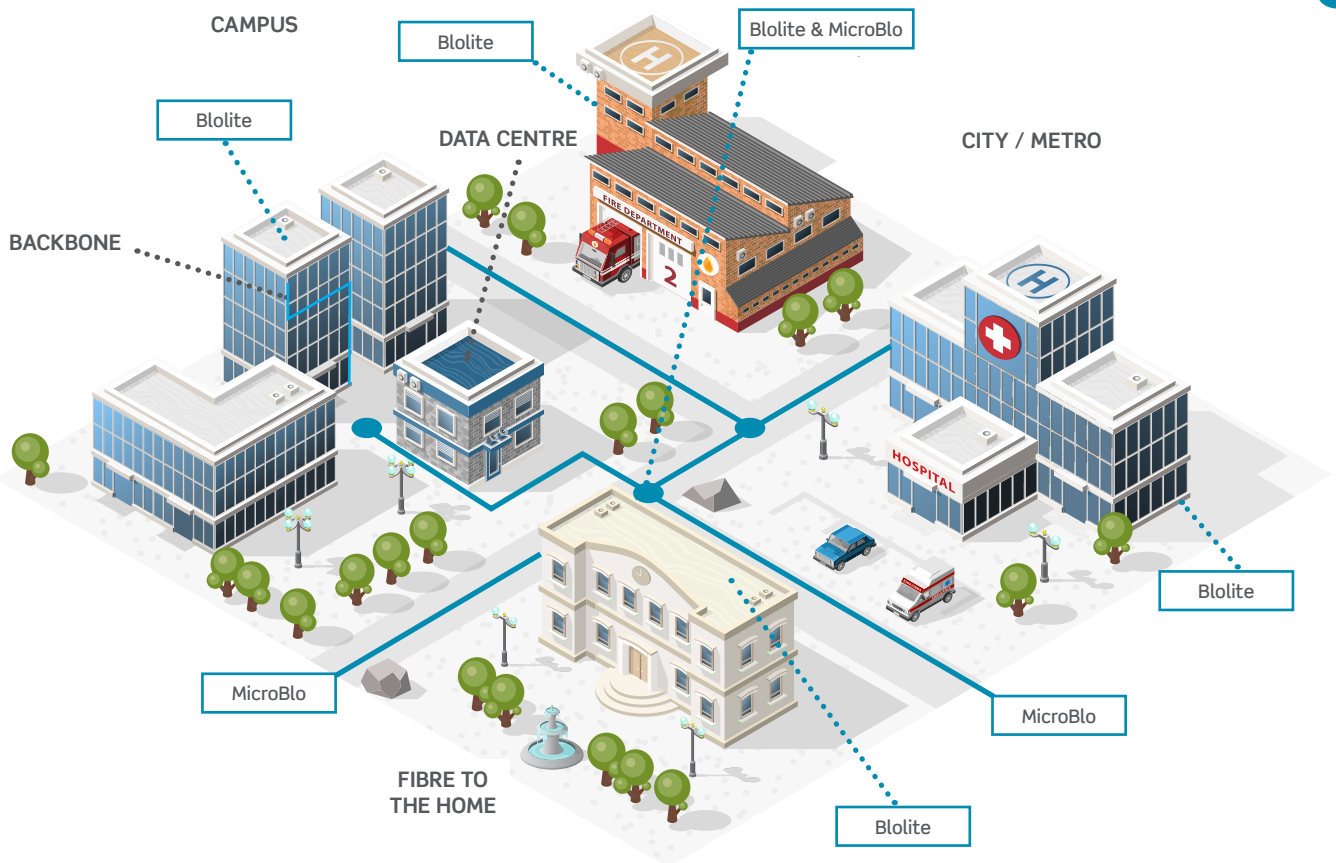 CAMPUS
Blolite
Blolite & MicroBlo
Blolite
DATA CENTRE
CITY / METRO
BACKBONE
FIRE DEPARTMENT
2
H
H
HOSPITAL
Blolite
MicroBlo
MicroBlo
FIBRE TO
THE HOME
Blolite